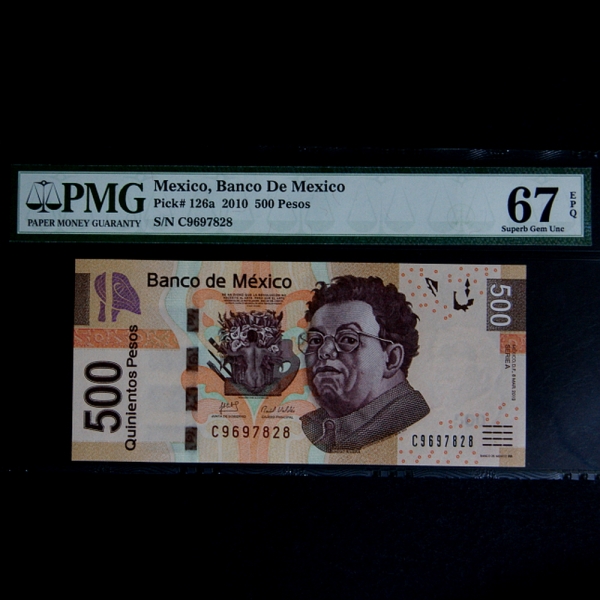 PMG
PAPER MONEY GUARANTY
Mexico, Banco De Mexico
Pick# 126a 2010 500 Pesos
S/N C9697828
67
EPQ
Superb Gem Unc
Banco de México
500
Quinientos Pesos
500
SERIE A
C9697828
C9697828